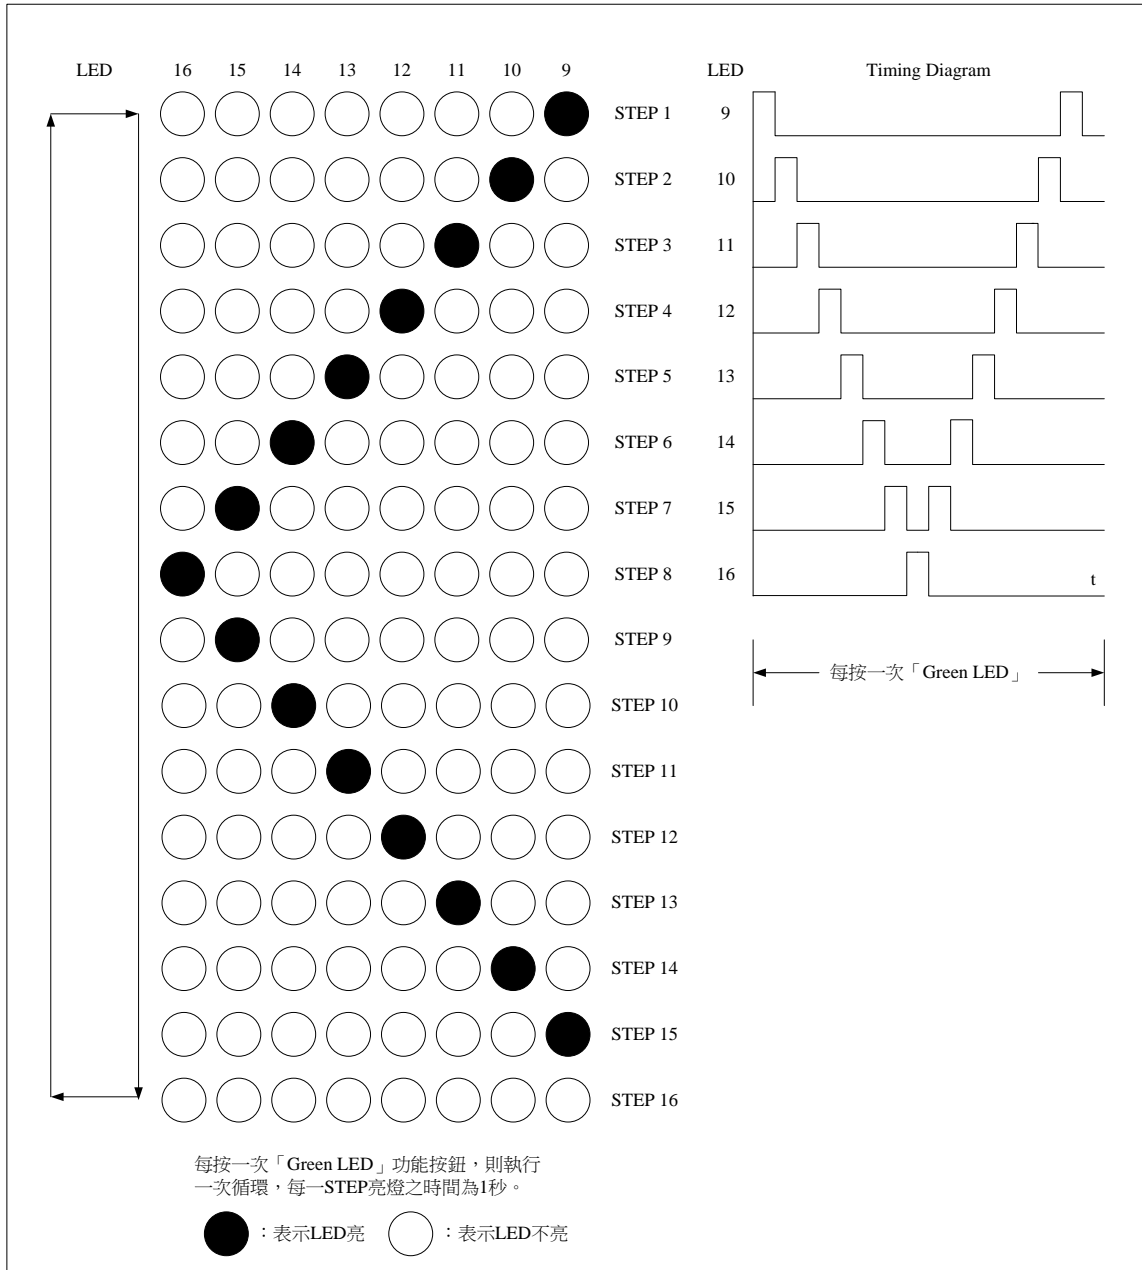 LED 16 15 14 13 12 11 10 9 LED Timing Diagram
STEP 1 9
STEP 2 10
STEP 3 11
STEP 4 12
STEP 5 13
STEP 6 14
STEP 7 15
STEP 8 16 t
STEP 9
每按一次「Green LED」
STEP 10
STEP 11
STEP 12
STEP 13
STEP 14
STEP 15
STEP 16
每按一次「Green LED」功能按鈕，則執行
一次循環，每一STEP亮燈之時間為1秒。
：表示LED亮 ：表示LED不亮